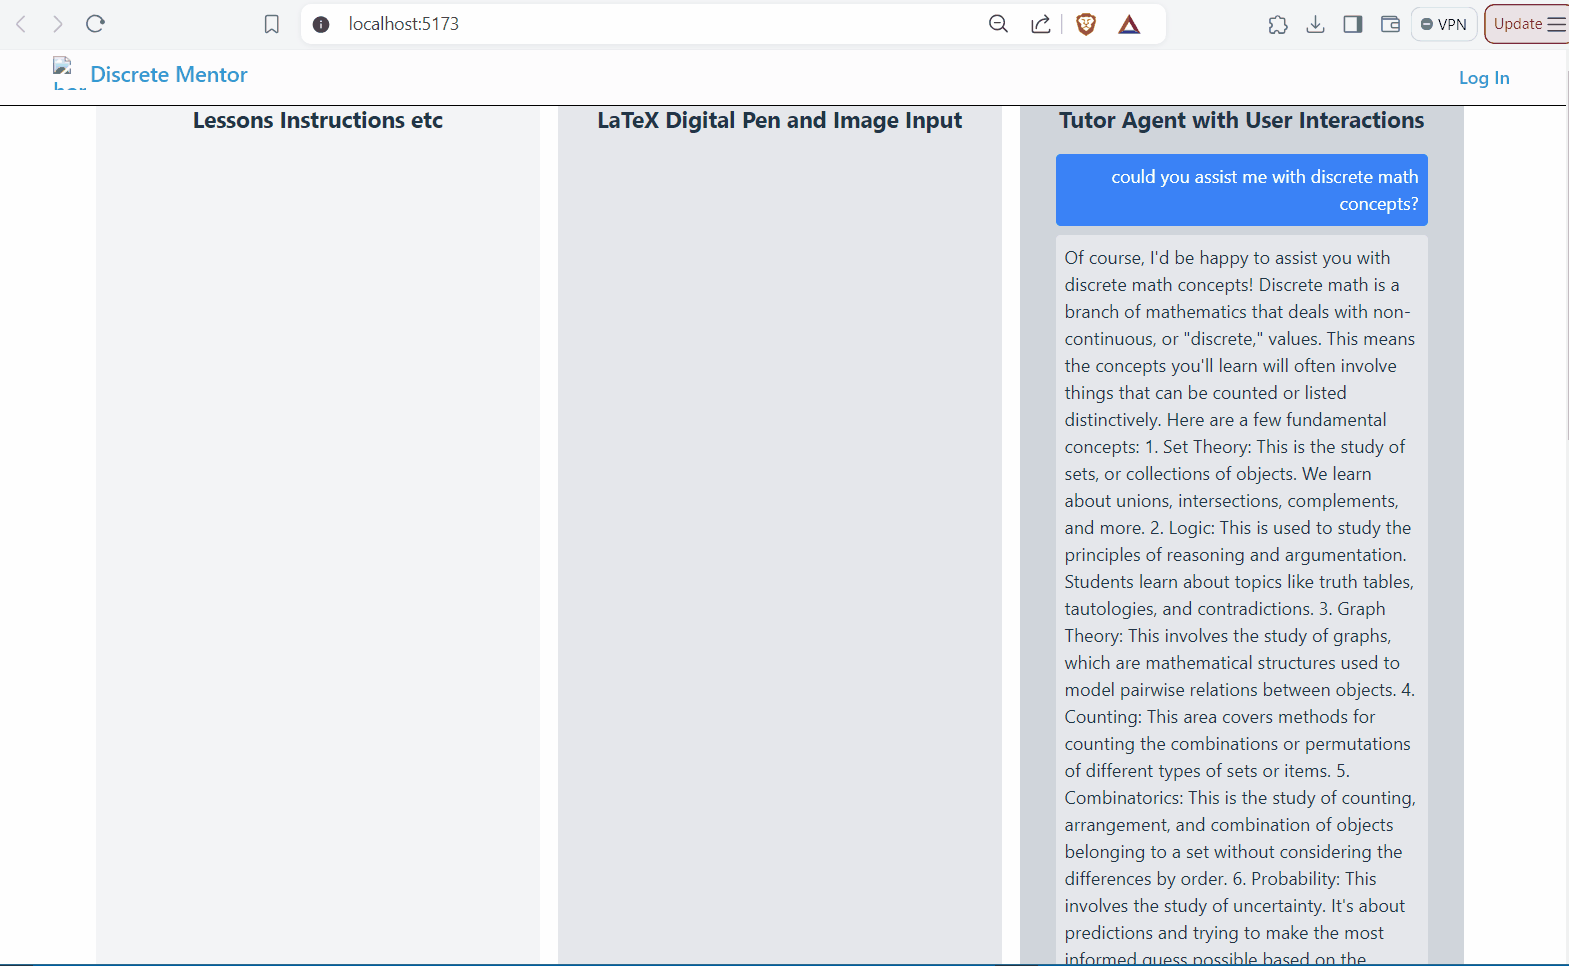 localhost:5173
VPN
Update
Discrete Mentor
Log In
Lessons Instructions etc
LaTeX Digital Pen and Image Input
Tutor Agent with User Interactions
could you assist me with discrete math
concepts?
Of course, I'd be happy to assist you with
discrete math concepts! Discrete math is a
branch of mathematics that deals with non-
continuous, or "discrete," values. This means
the concepts you'll learn will often involve
things that can be counted or listed
distinctively. Here are a few fundamental
concepts: 1. Set Theory: This is the study of
sets, or collections of objects. We learn
about unions, intersections, complements,
and more. 2. Logic: This is used to study the
principles of reasoning and argumentation.
Students learn about topics like truth tables,
tautologies, and contradictions. 3. Graph
Theory: This involves the study of graphs,
which are mathematical structures used to
model pairwise relations between objects. 4.
Counting: This area covers methods for
counting the combinations or permutations
of different types of sets or items. 5.
Combinatorics: This is the study of counting,
arrangement, and combination of objects
belonging to a set without considering the
differences by order. 6. Probability: This
involves the study of uncertainty. It's about
predictions and trying to make the most
informed guess possible based on the